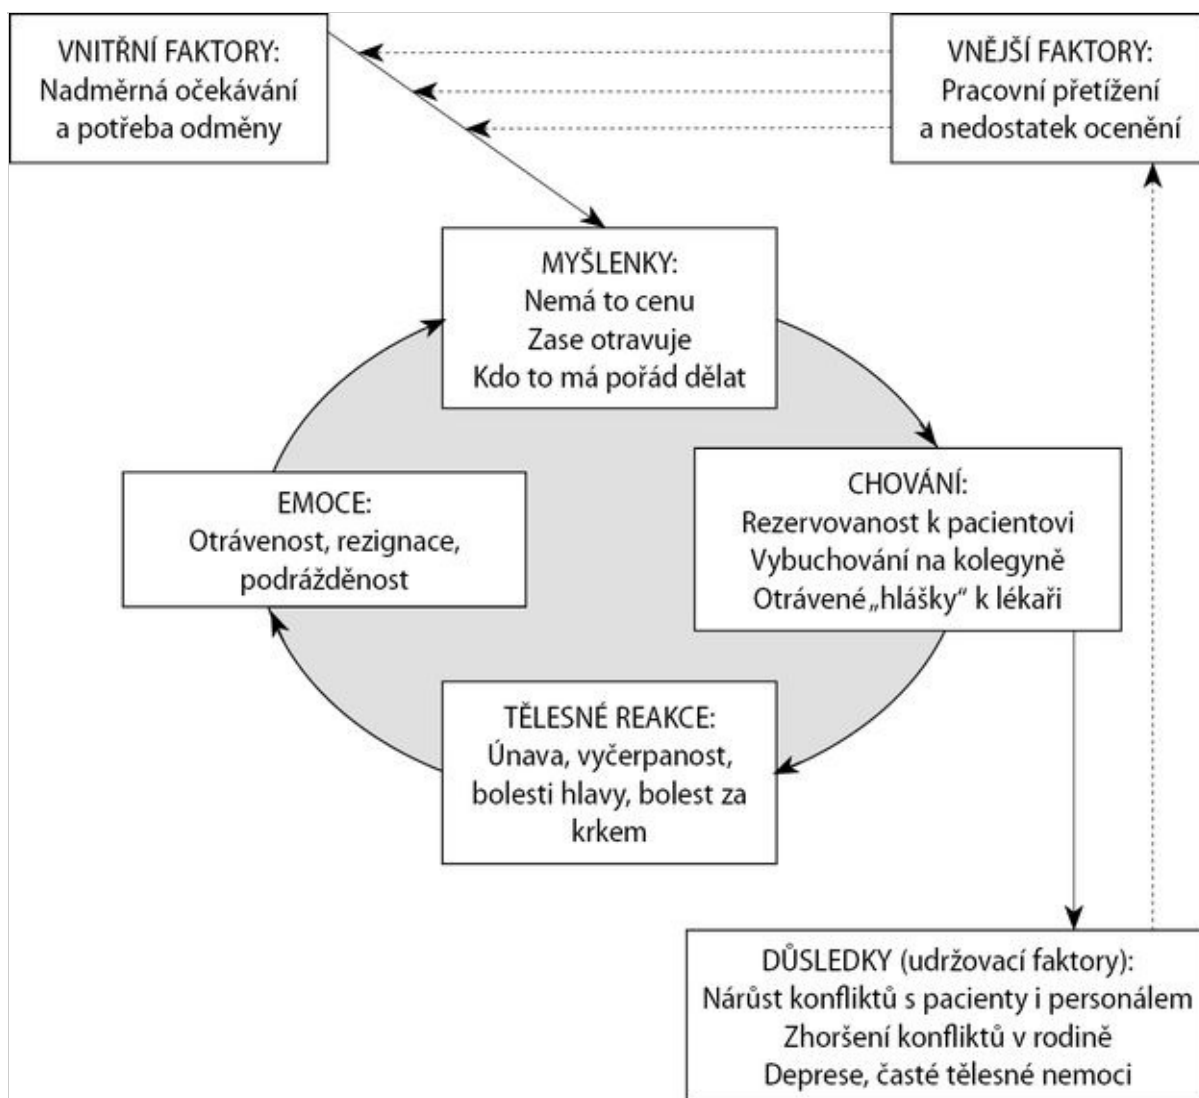 VNITŘNÍ FAKTORY:
Nadměrná očekávání
a potřeba odměny
VNĚJŠÍ FAKTORY:
Pracovní přetížení
a nedostatek ocenění
MYŠLENKY:
Nemá to cenu
Zase otravuje
Kdo to má pořád dělat
EMOCE:
Otrávenost, rezignace,
podrážděnost
CHOVÁNÍ:
Rezervovanost k pacientovi
Vybuchování na kolegyně
Otrávené „hlášky“ k lékaři
TĚLESNÉ REAKCE:
Únava, vyčerpanost,
bolesti hlavy, bolest za
krkem
DŮSLEDKY (udržovací faktory):
Nárůst konfliktů s pacienty i personálem
Zhoršení konfliktů v rodině
Deprese, časté tělesné nemoci